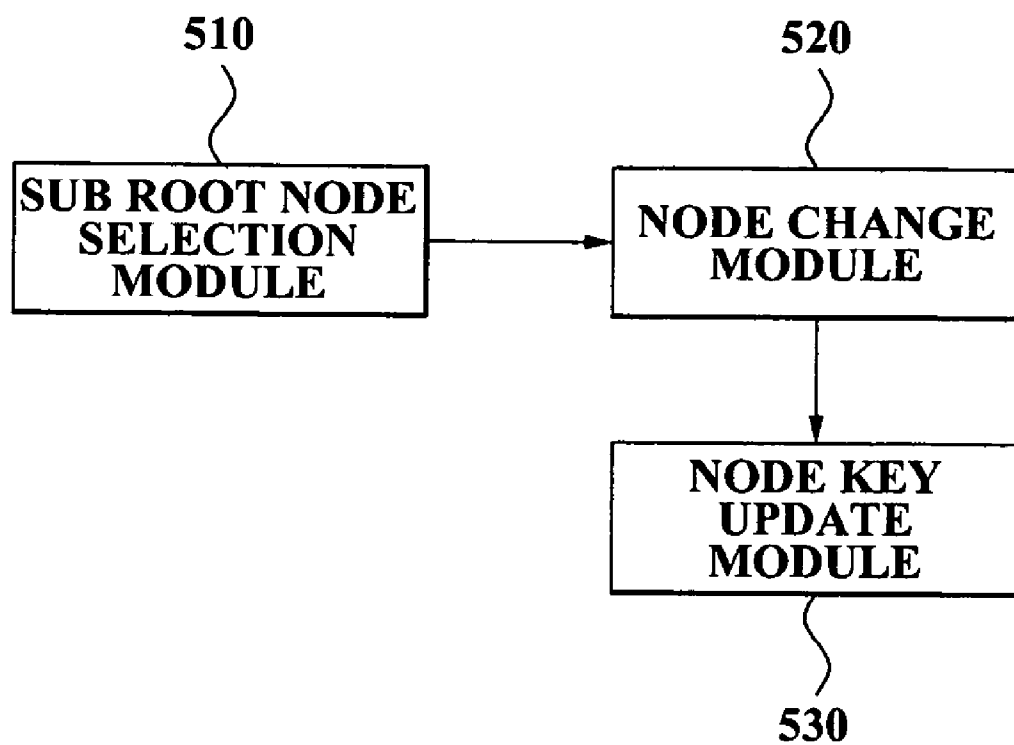 510
520
SUB ROOT NODE
SELECTION
MODULE
NODE CHANGE
MODULE
NODE KEY
UPDATE
MODULE
530